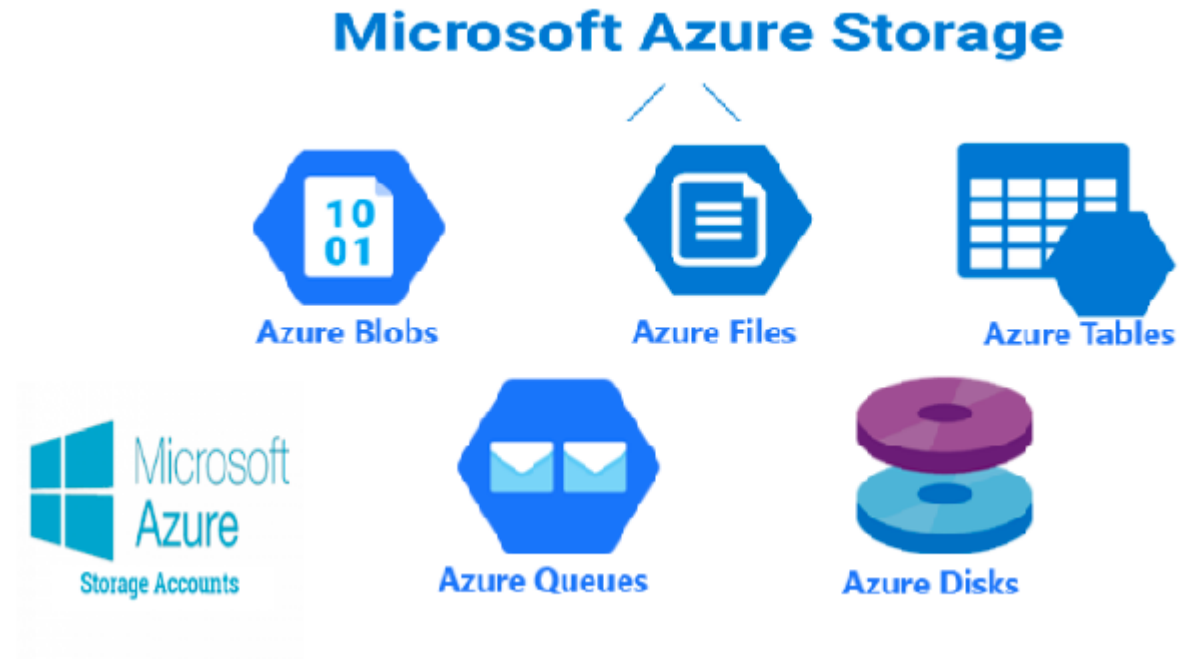 Microsoft Azure Storage
10
01
Azure Blobs
Azure Files
Azure Tables
Microsoft
Azure
Storage Accounts
Azure Queues
Azure Disks